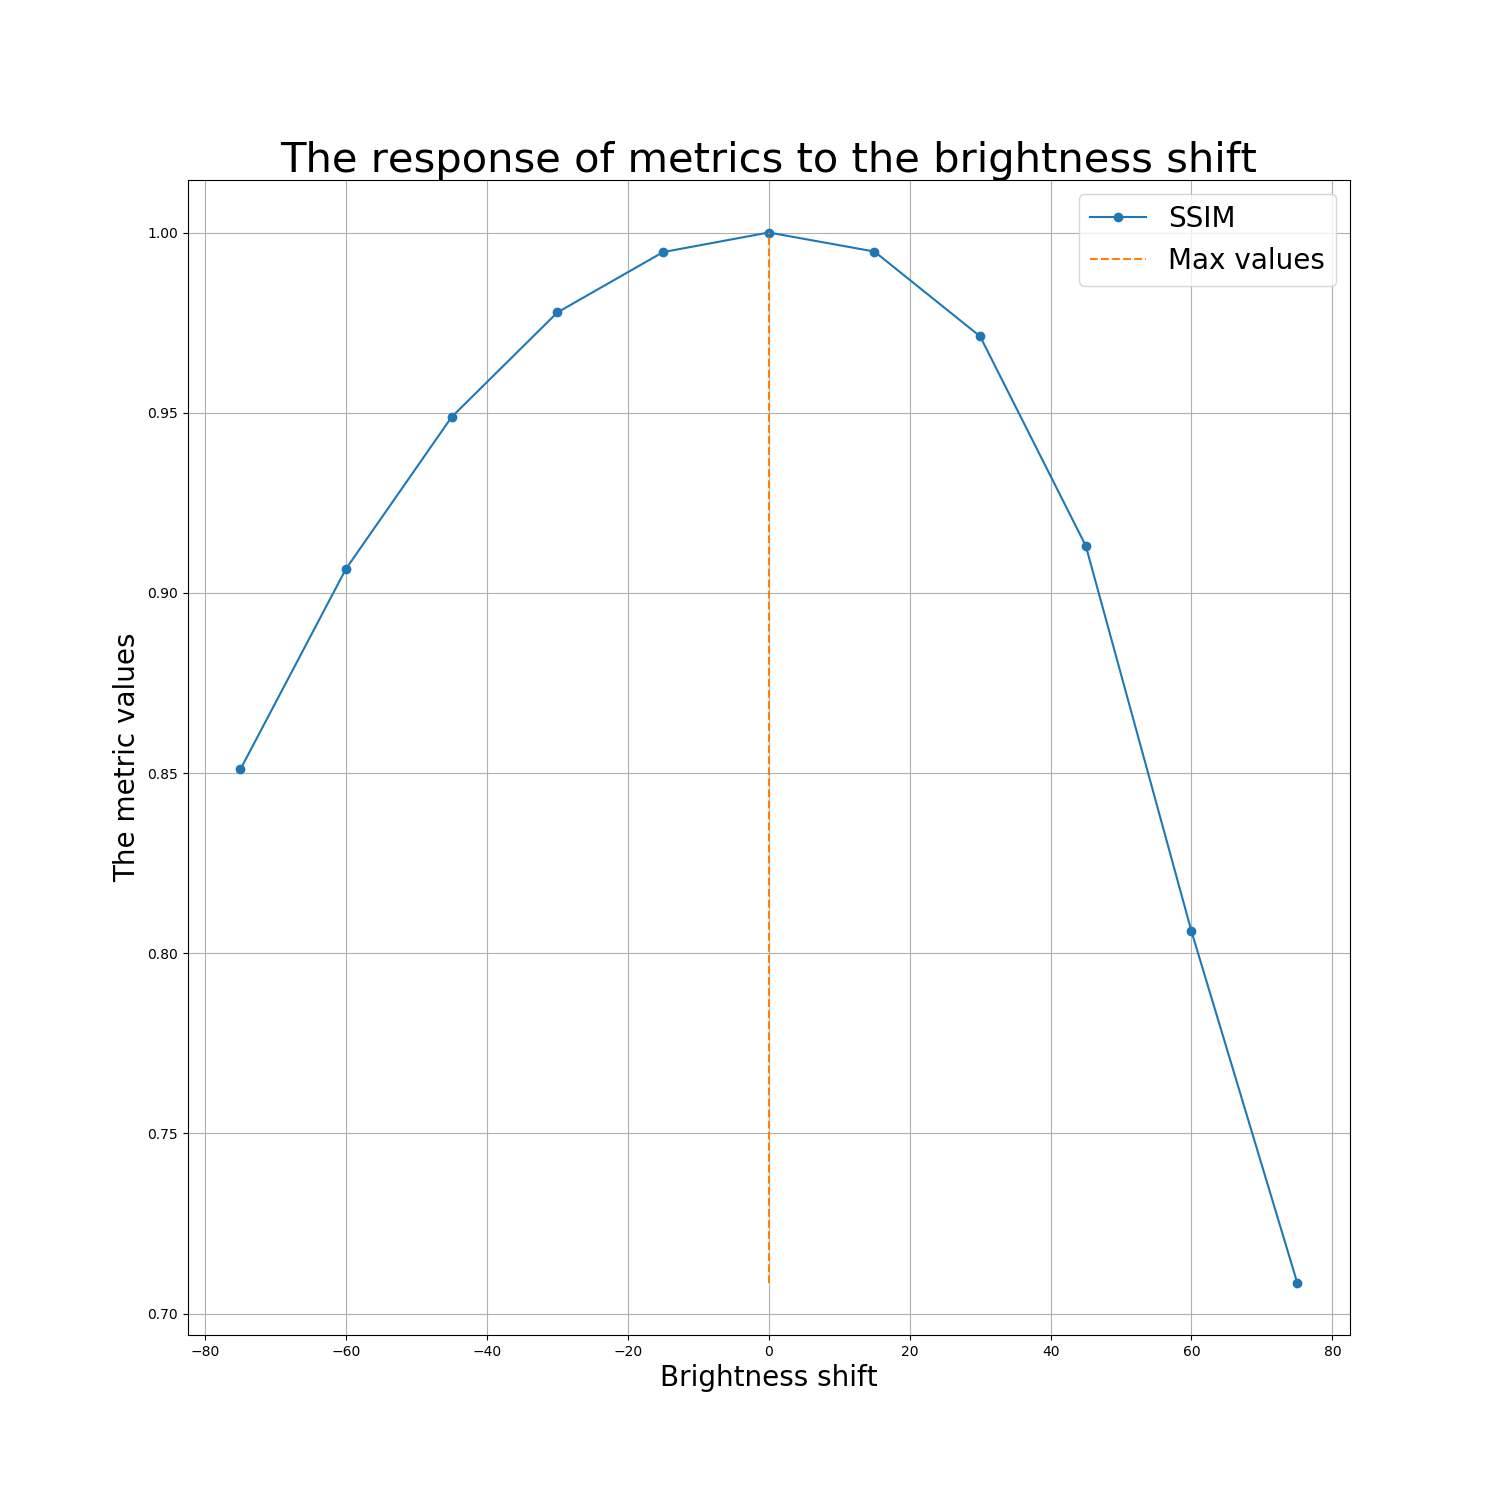 The response of metrics to the brightness shift
SSIM
Max values
1.00
0.95
0.90
0.85
0.80
0.75
0.70
The metric values
−80 −60 −40 −20 0 20 40 60 80
Brightness shift